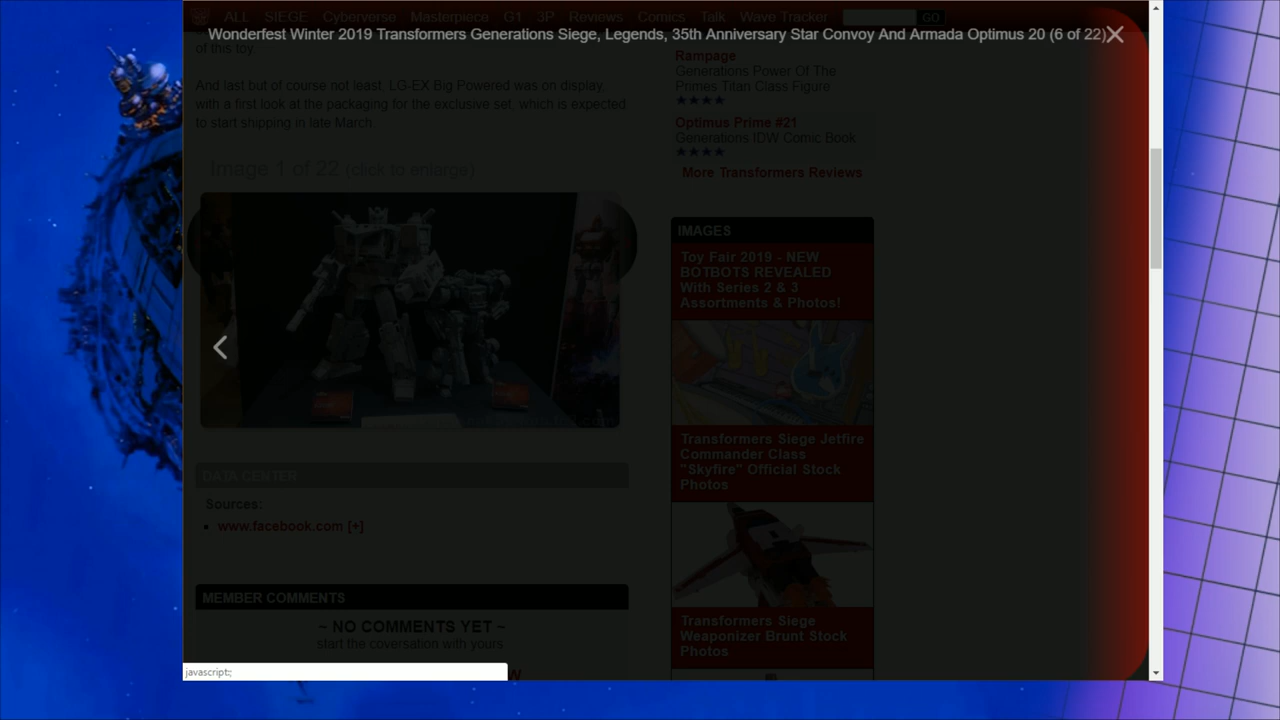 ALL SIEGE Cyberverse Masterpiece G1 3P Reviews Comics Talk Wave Tracker GO
Wonderfest Winter 2019 Transformers Generations Siege, Legends, 35th Anniversary Star Convoy And Armada Optimus 20 (6 of 22)
of this toy.
And last but of course not least, LG-EX Big Powered was on display,
with a first look at the packaging for the exclusive set, which is expected
to start shipping in late March.
Image 1 of 22 (click to enlarge)
DATA CENTER
Sources:
www.facebook.com [+]
MEMBER COMMENTS
~ NO COMMENTS YET ~
start the coversation with yours
javascript:;
Rampage
Generations Power Of The
Primes Titan Class Figure
★★★★
Optimus Prime #21
Generations IDW Comic Book
★★★★
More Transformers Reviews
IMAGES
Toy Fair 2019 - NEW
BOTBOTS REVEALED
With Series 2 & 3
Assortments & Photos!
Transformers Siege Jetfire
Commander Class
"Skyfire" Official Stock
Photos
Transformers Siege
Weaponizer Brunt Stock
Photos